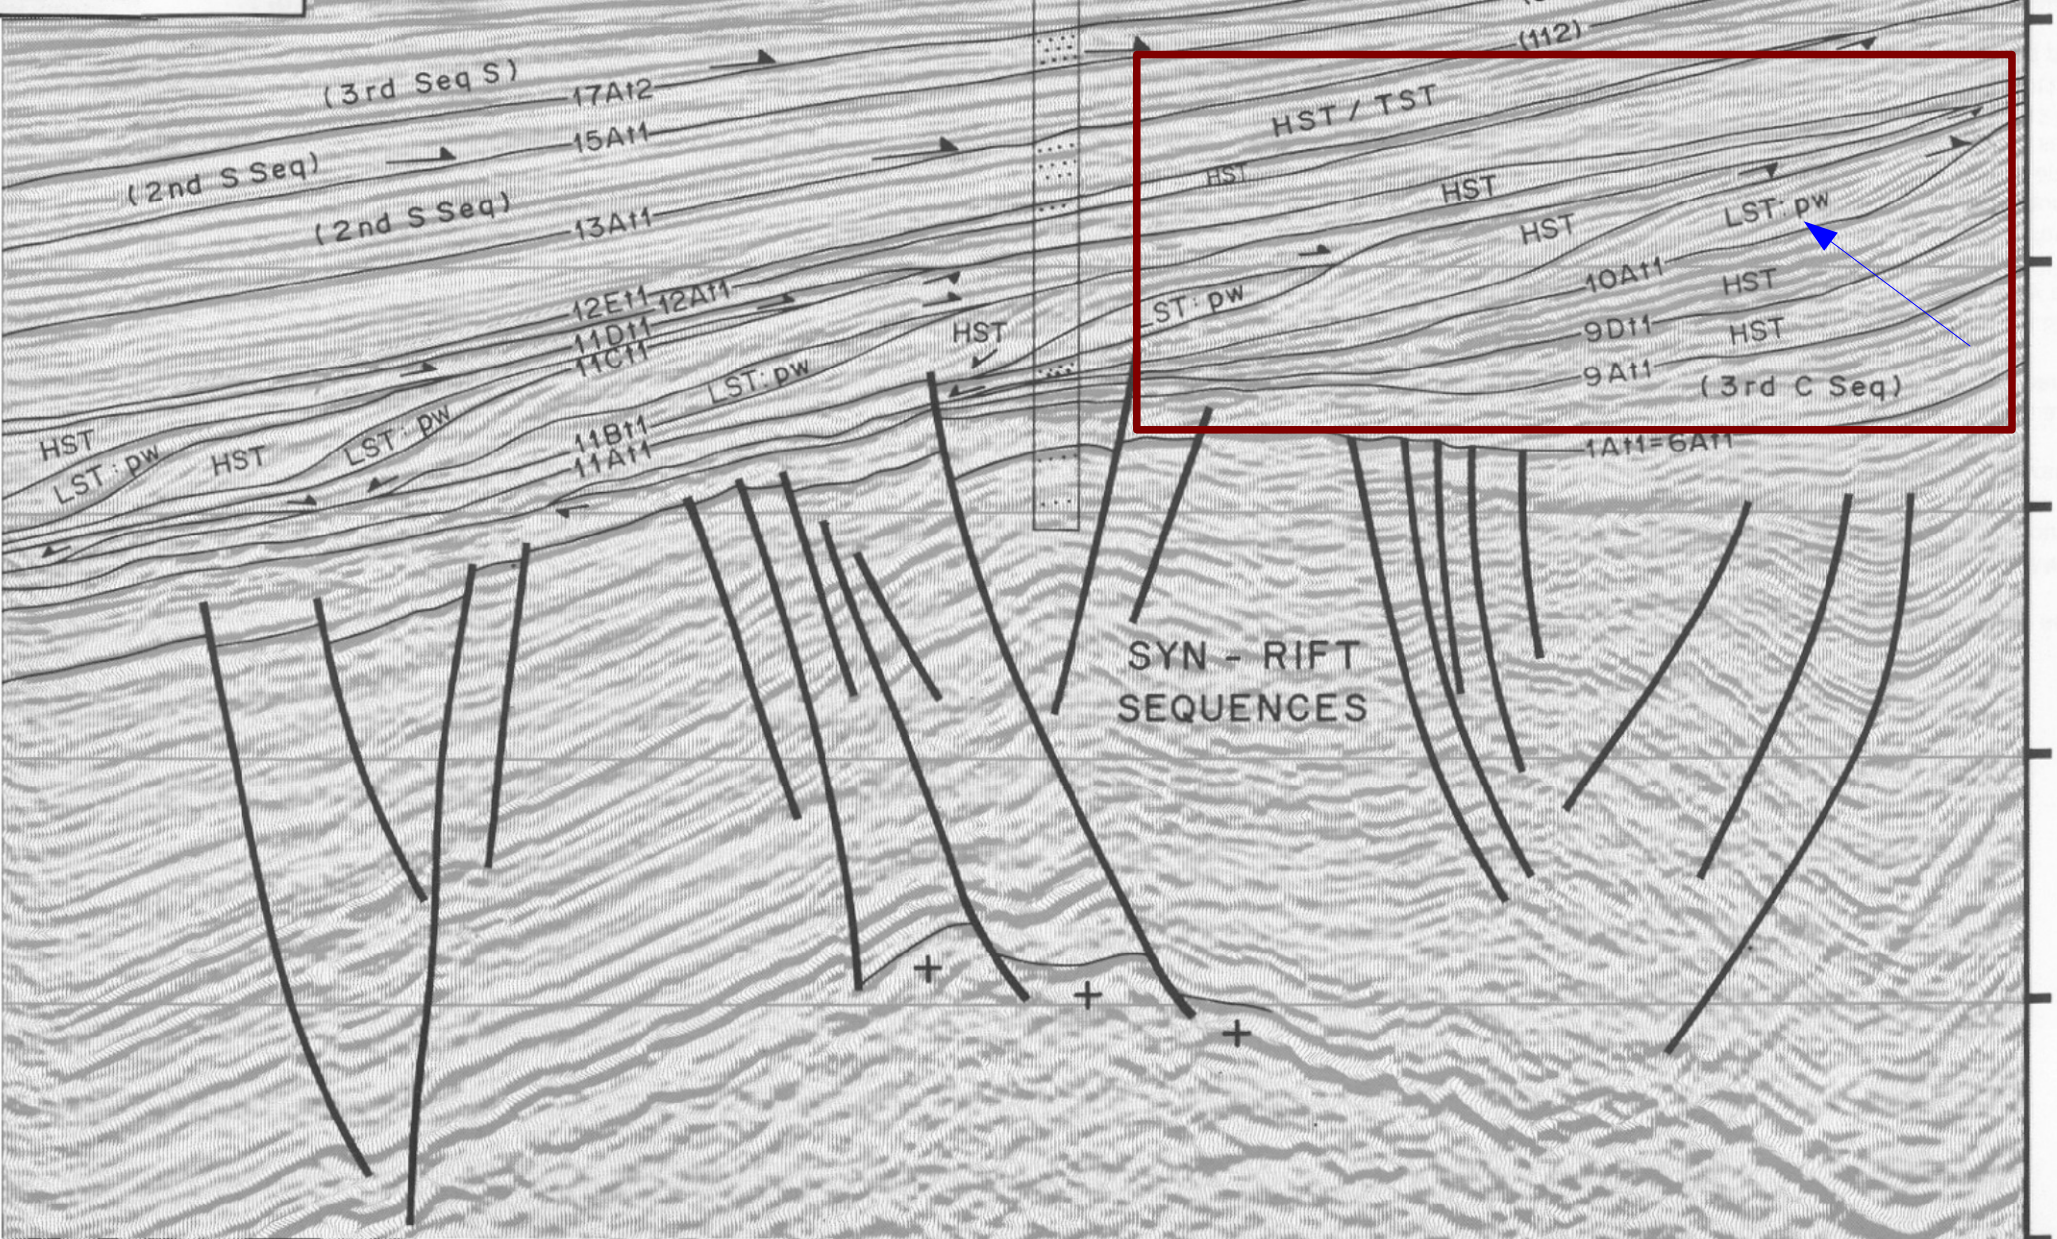 (112)
(3rd Seq S)
17At2
HST / TST
15At1
(2nd S Seq)
HST
HST
(2nd S Seq)
13At1
HST
LST: pw
10At1
HST
12Et1
12At1
LST: pw
11Dt1
HST
9Dt1
HST
11Ct1
LST: pw
9At1
(3rd C Seq)
HST
LST: pw
11Bt1
1At1=6At1
LST: pw
HST
11At1
SYN - RIFT
SEQUENCES